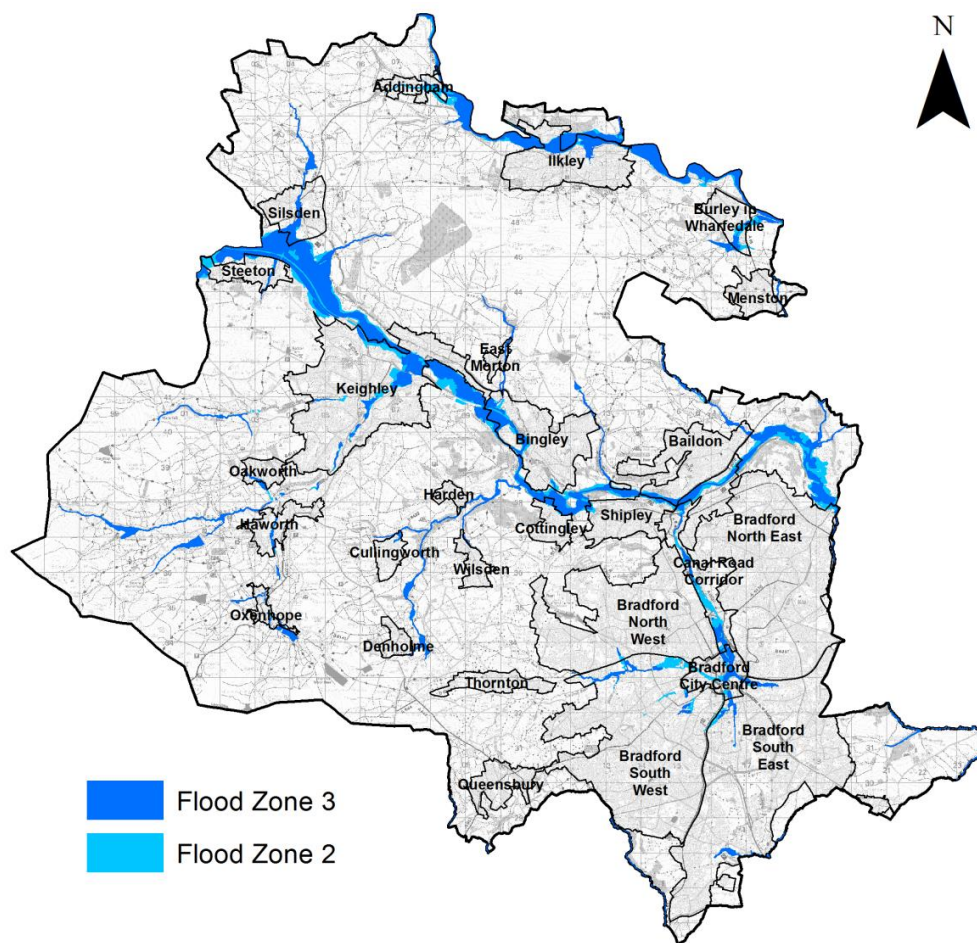 N
Addingham
Ilkley
Silsden
Burley in
Wharfedale
Steeton
Menston
East
Morton
Keighley
Bingley
Baildon
Oakworth
Harden
Shipley
Haworth
Cottingley
Bradford
North East
Cullingworth
Wilsden
Canal Road
Corridor
Oxenhope
Bradford
North
West
Denholme
Bradford
City Centre
Thornton
Bradford
South
East
Bradford
South
West
Queensbury
Flood Zone 3
Flood Zone 2